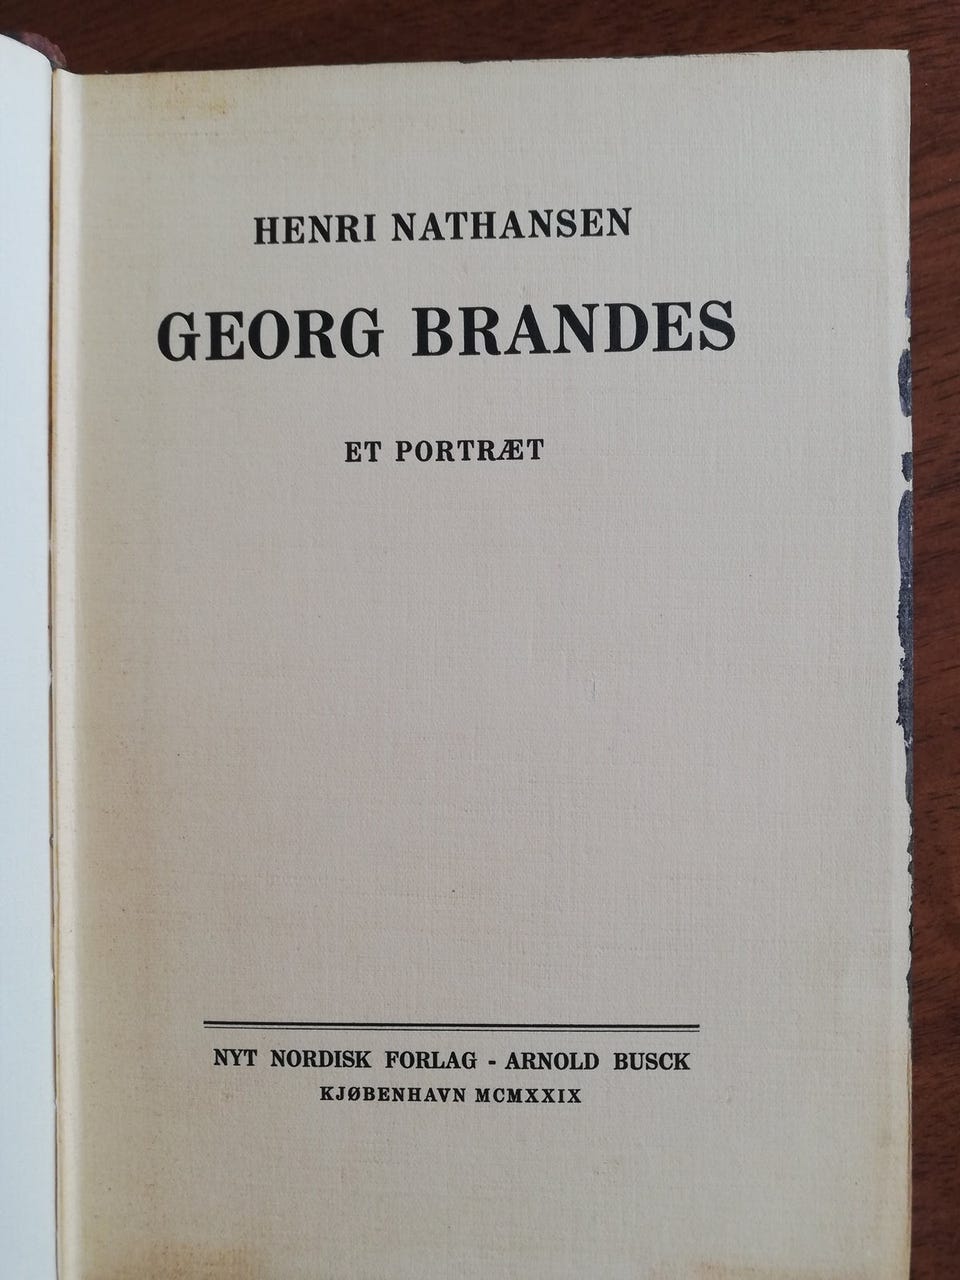 HENRI NATHANSEN
GEORG BRANDES
ET PORTRÆT
NYT NORDISK FORLAG - ARNOLD BUSCK
KJØBENHAVN MCMXXIX